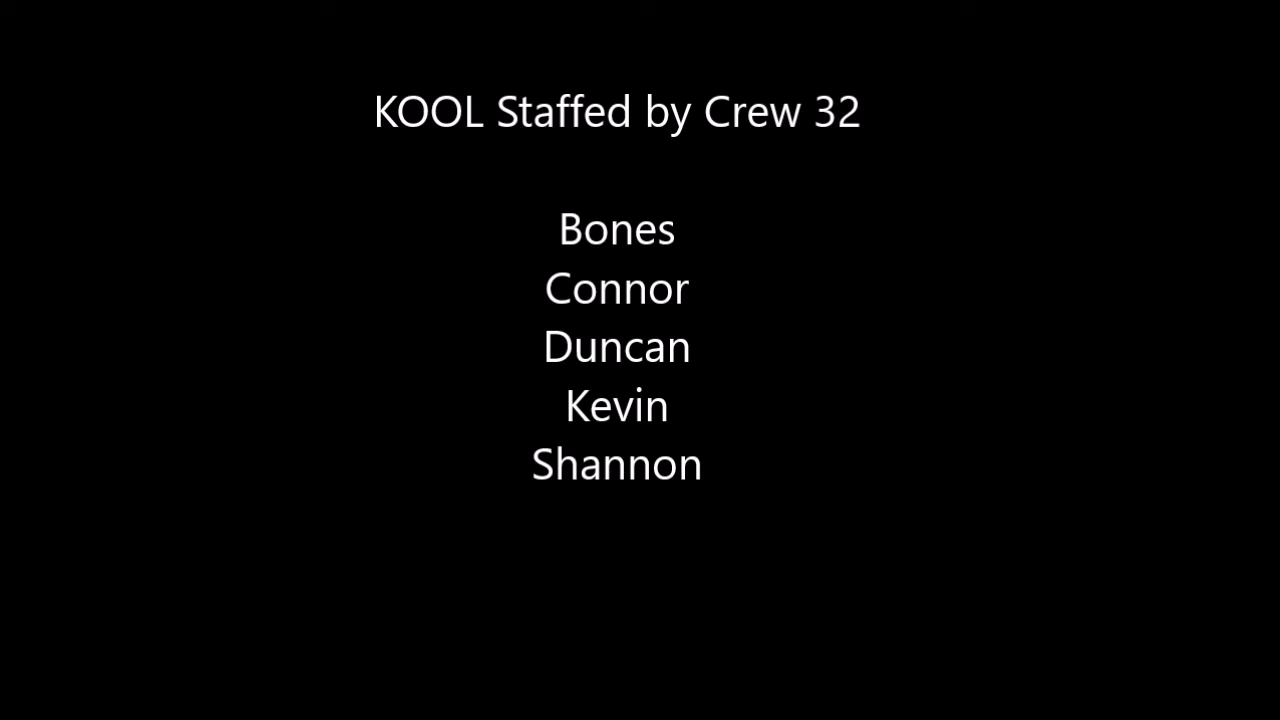 KOOL Staffed by Crew 32
Bones
Connor
Duncan
Kevin
Shannon